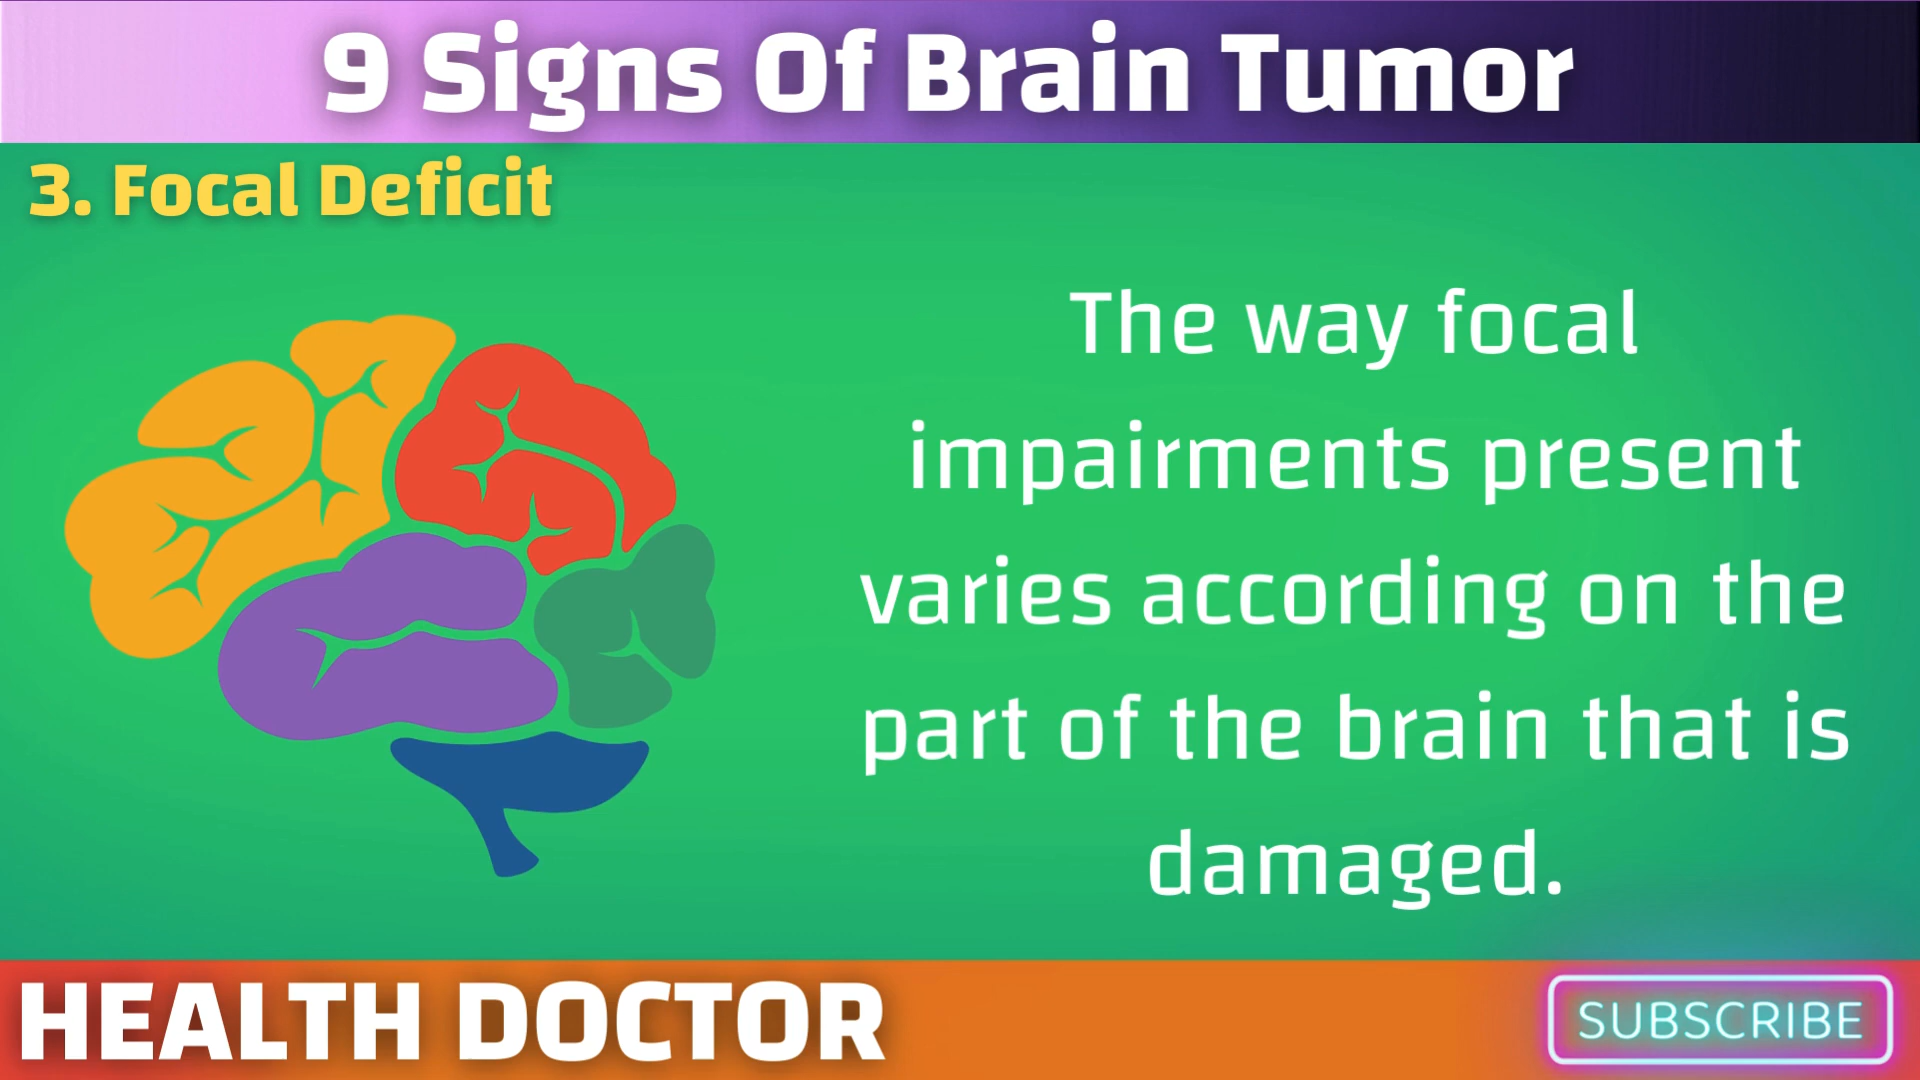 9 Signs Of Brain Tumor
3. Focal Deficit
The way focal
impairments present
varies according on the
part of the brain that is
damaged.
HEALTH DOCTOR
SUBSCRIBE